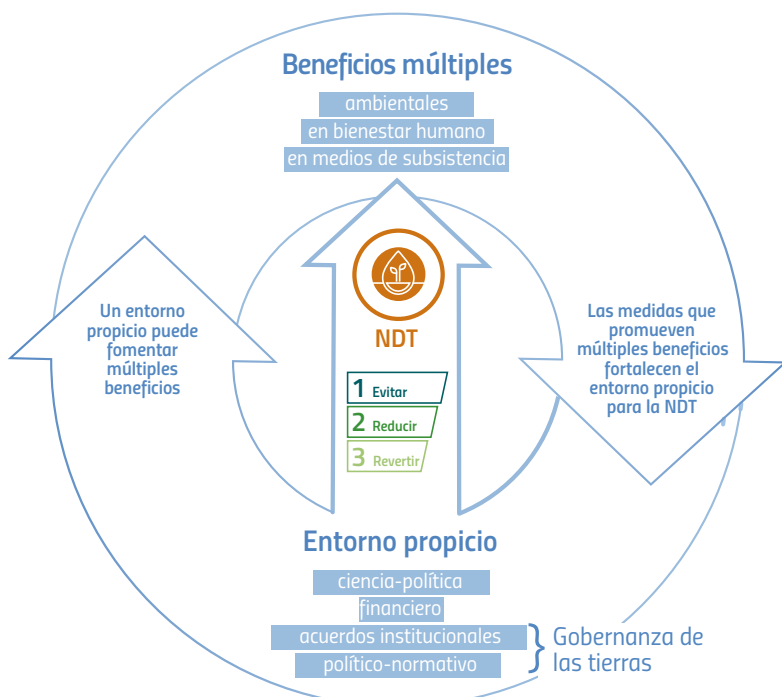 Beneficios múltiples
ambientales
en bienestar humano
en medios de subsistencia
NDT
1 Evitar
2 Reducir
3 Revertir
Un entorno
propicio puede
fomentar
múltiples
beneficios
Las medidas que
promueven
múltiples beneficios
fortalecen el
entorno propicio
para la NDT
Entorno propicio
ciencia-política
financiero
acuerdos institucionales
político-normativo
Gobernanza de
las tierras